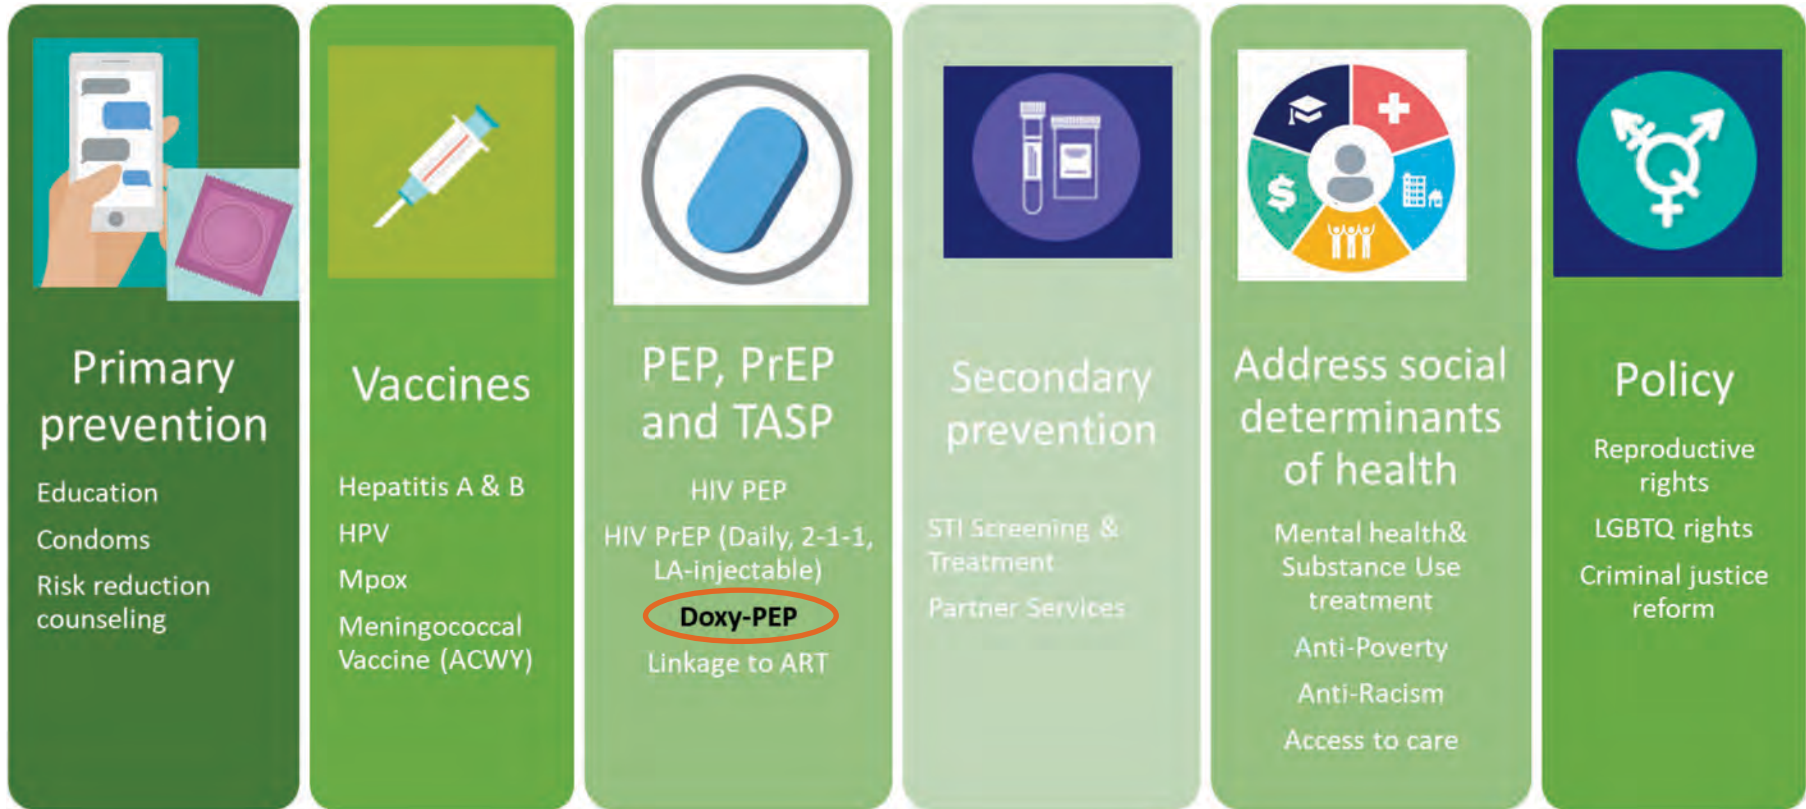 Primary
prevention
Education
Condoms
Risk reduction
counseling
Vaccines
Hepatitis A & B
HPV
Mpox
Meningococcal
Vaccine (ACWY)
PEP, PrEP
and TASP
HIV PEP
HIV PrEP (Daily, 2-1-1,
LA-injectable)
Doxy-PEP
Linkage to ART
Secondary
prevention
STI Screening &
Treatment
Partner Services
Address social
determinants
of health
Mental health&
Substance Use
treatment
Anti-Poverty
Anti-Racism
Access to care
Policy
Reproductive
rights
LGBTQ rights
Criminal justice
reform